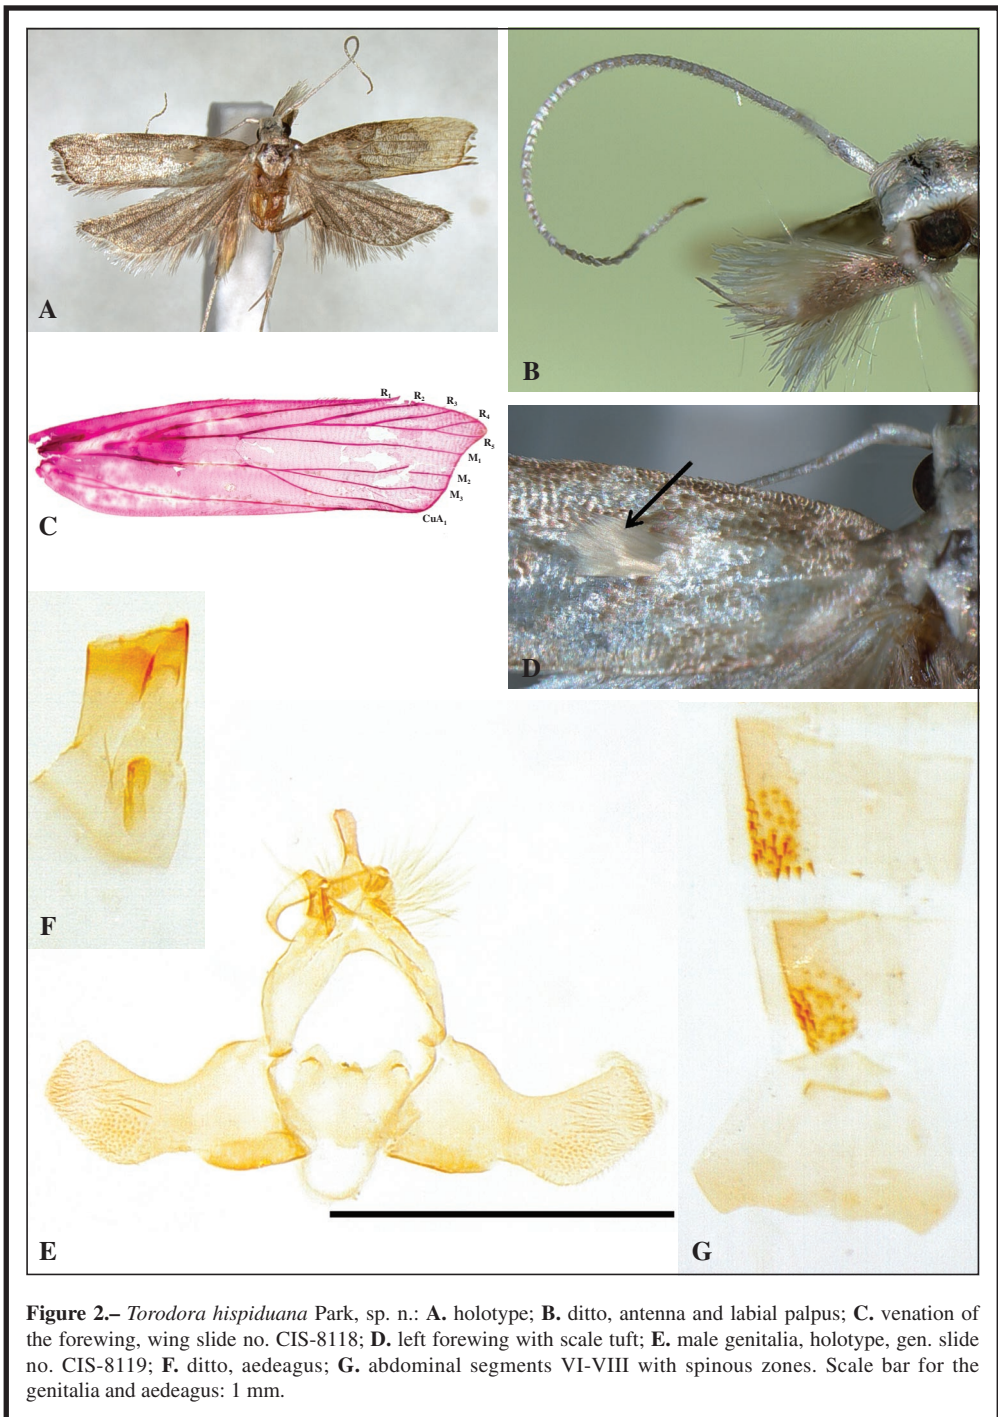 A
B
R1
R2
R3
R4
R5
M1
M2
M3
CuA1
C
D
F
E
G
Figure 2.– Torodora hispiduana Park, sp. n.: A. holotype; B. ditto, antenna and labial palpus; C. venation of
the forewing, wing slide no. CIS-8118; D. left forewing with scale tuft; E. male genitalia, holotype, gen. slide
no. CIS-8119; F. ditto, aedeagus; G. abdominal segments VI-VIII with spinous zones. Scale bar for the
genitalia and aedeagus: 1 mm.